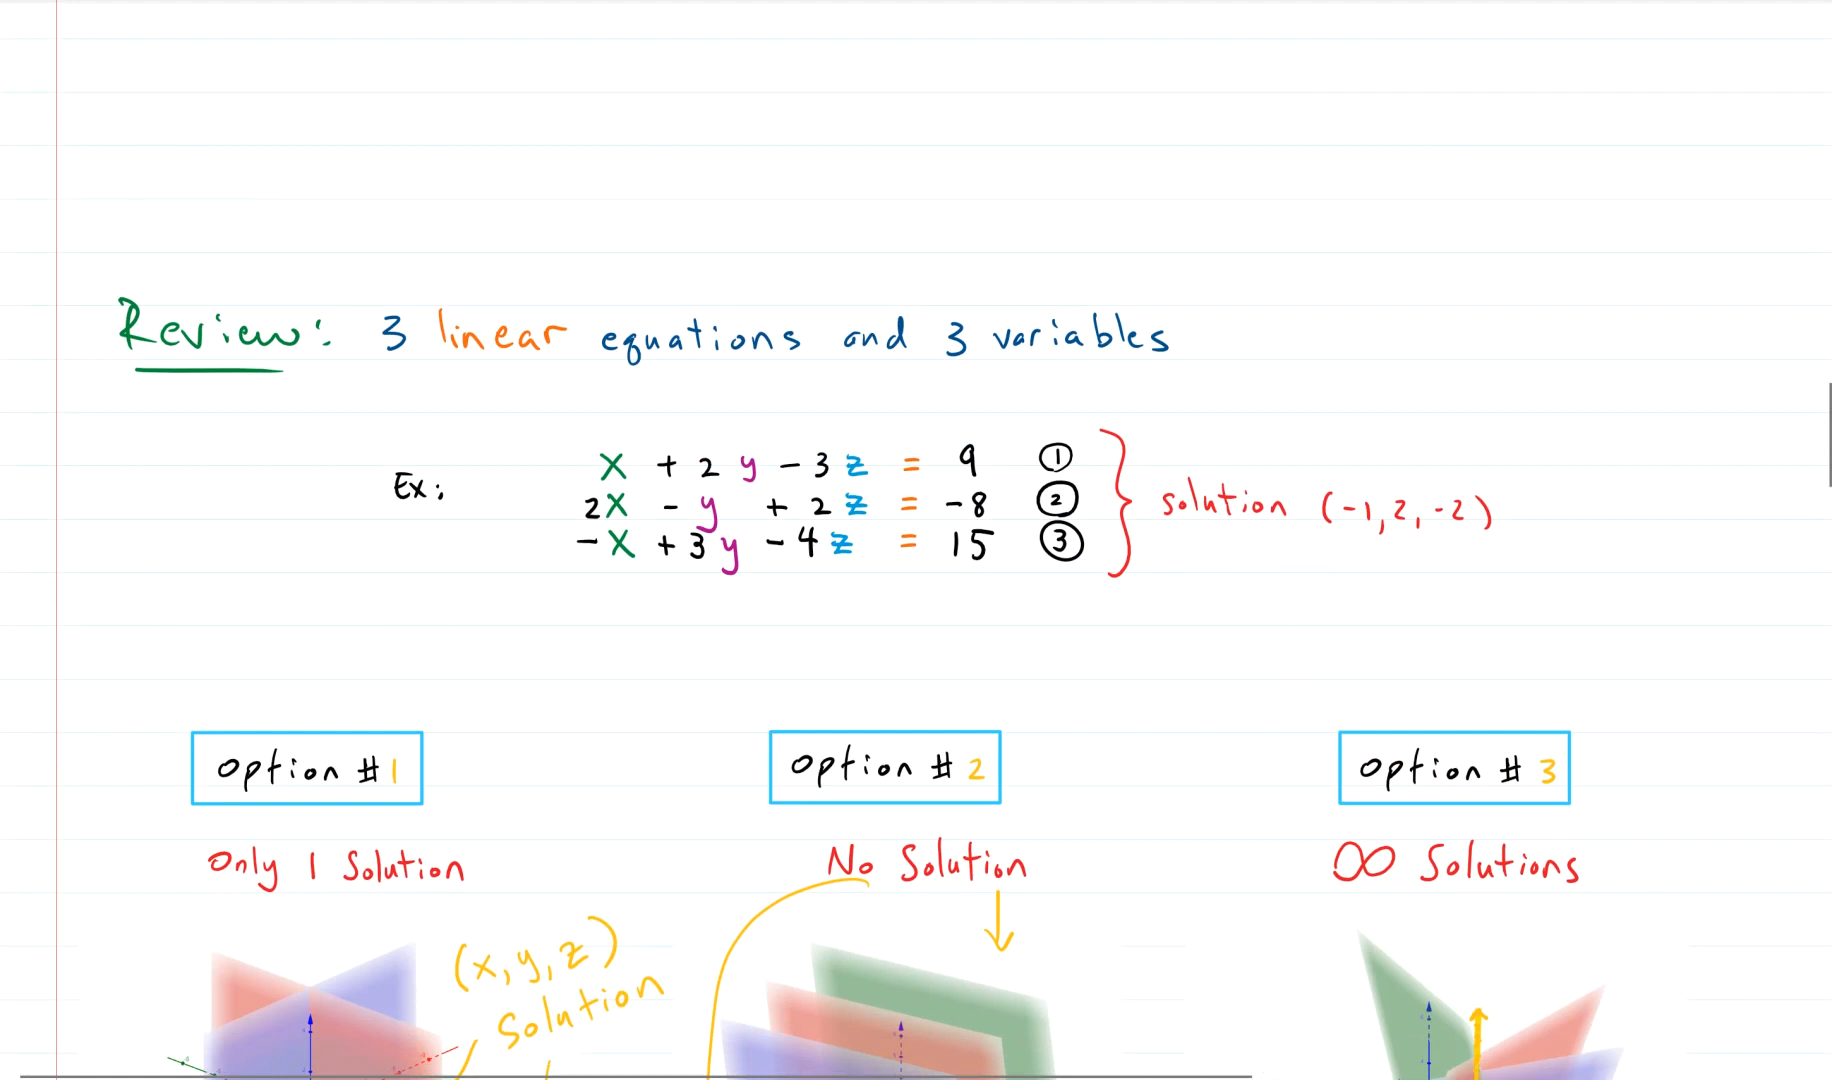 Review: 3 linear equations and 3 variables
Ex: x + 2y - 3z = 9 ①
2x - y + 2z = -8 ②
-x + 3y - 4z = 15 ③
solution (-1, 2, -2)
option #1
option # 2
option # 3
Only 1 Solution
No Solution
∞ Solutions
(x, y, z)
Solution